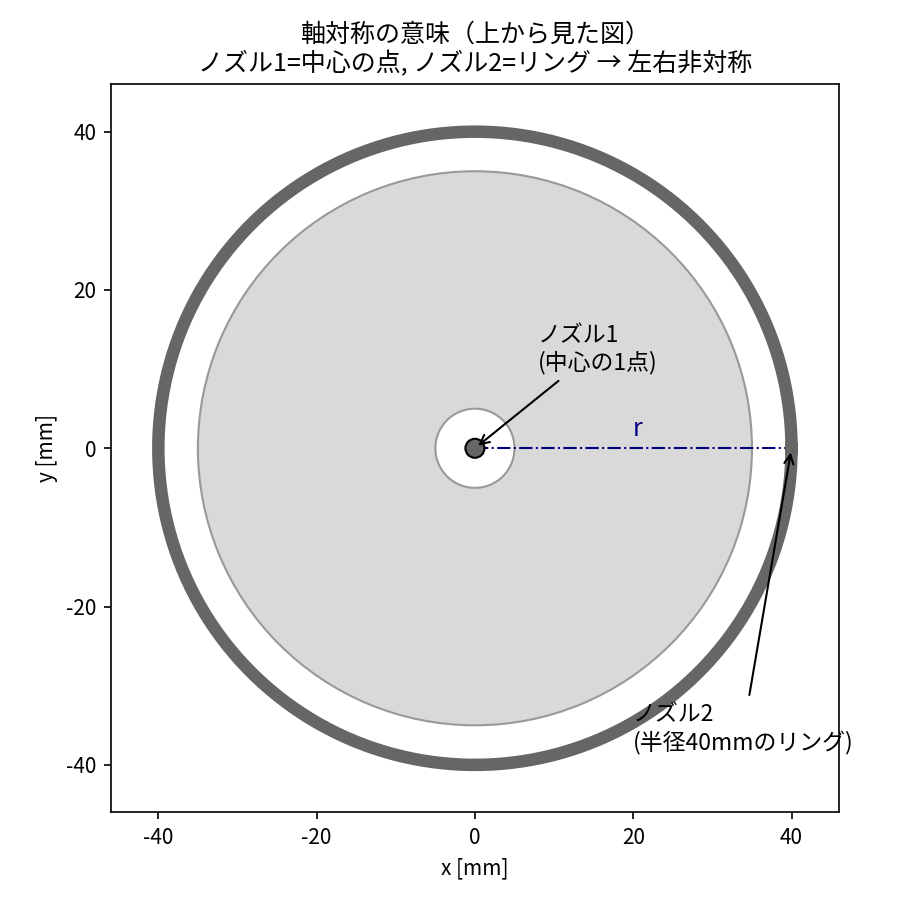 軸対称の意味（上から見た図）
ノズル1=中心の点, ノズル2=リング → 左右非対称
40
20
0
-20
-40
y [mm]
ノズル1
(中心の1点)
r
ノズル2
(半径40mmのリング)
-40
-20
0
20
40
x [mm]